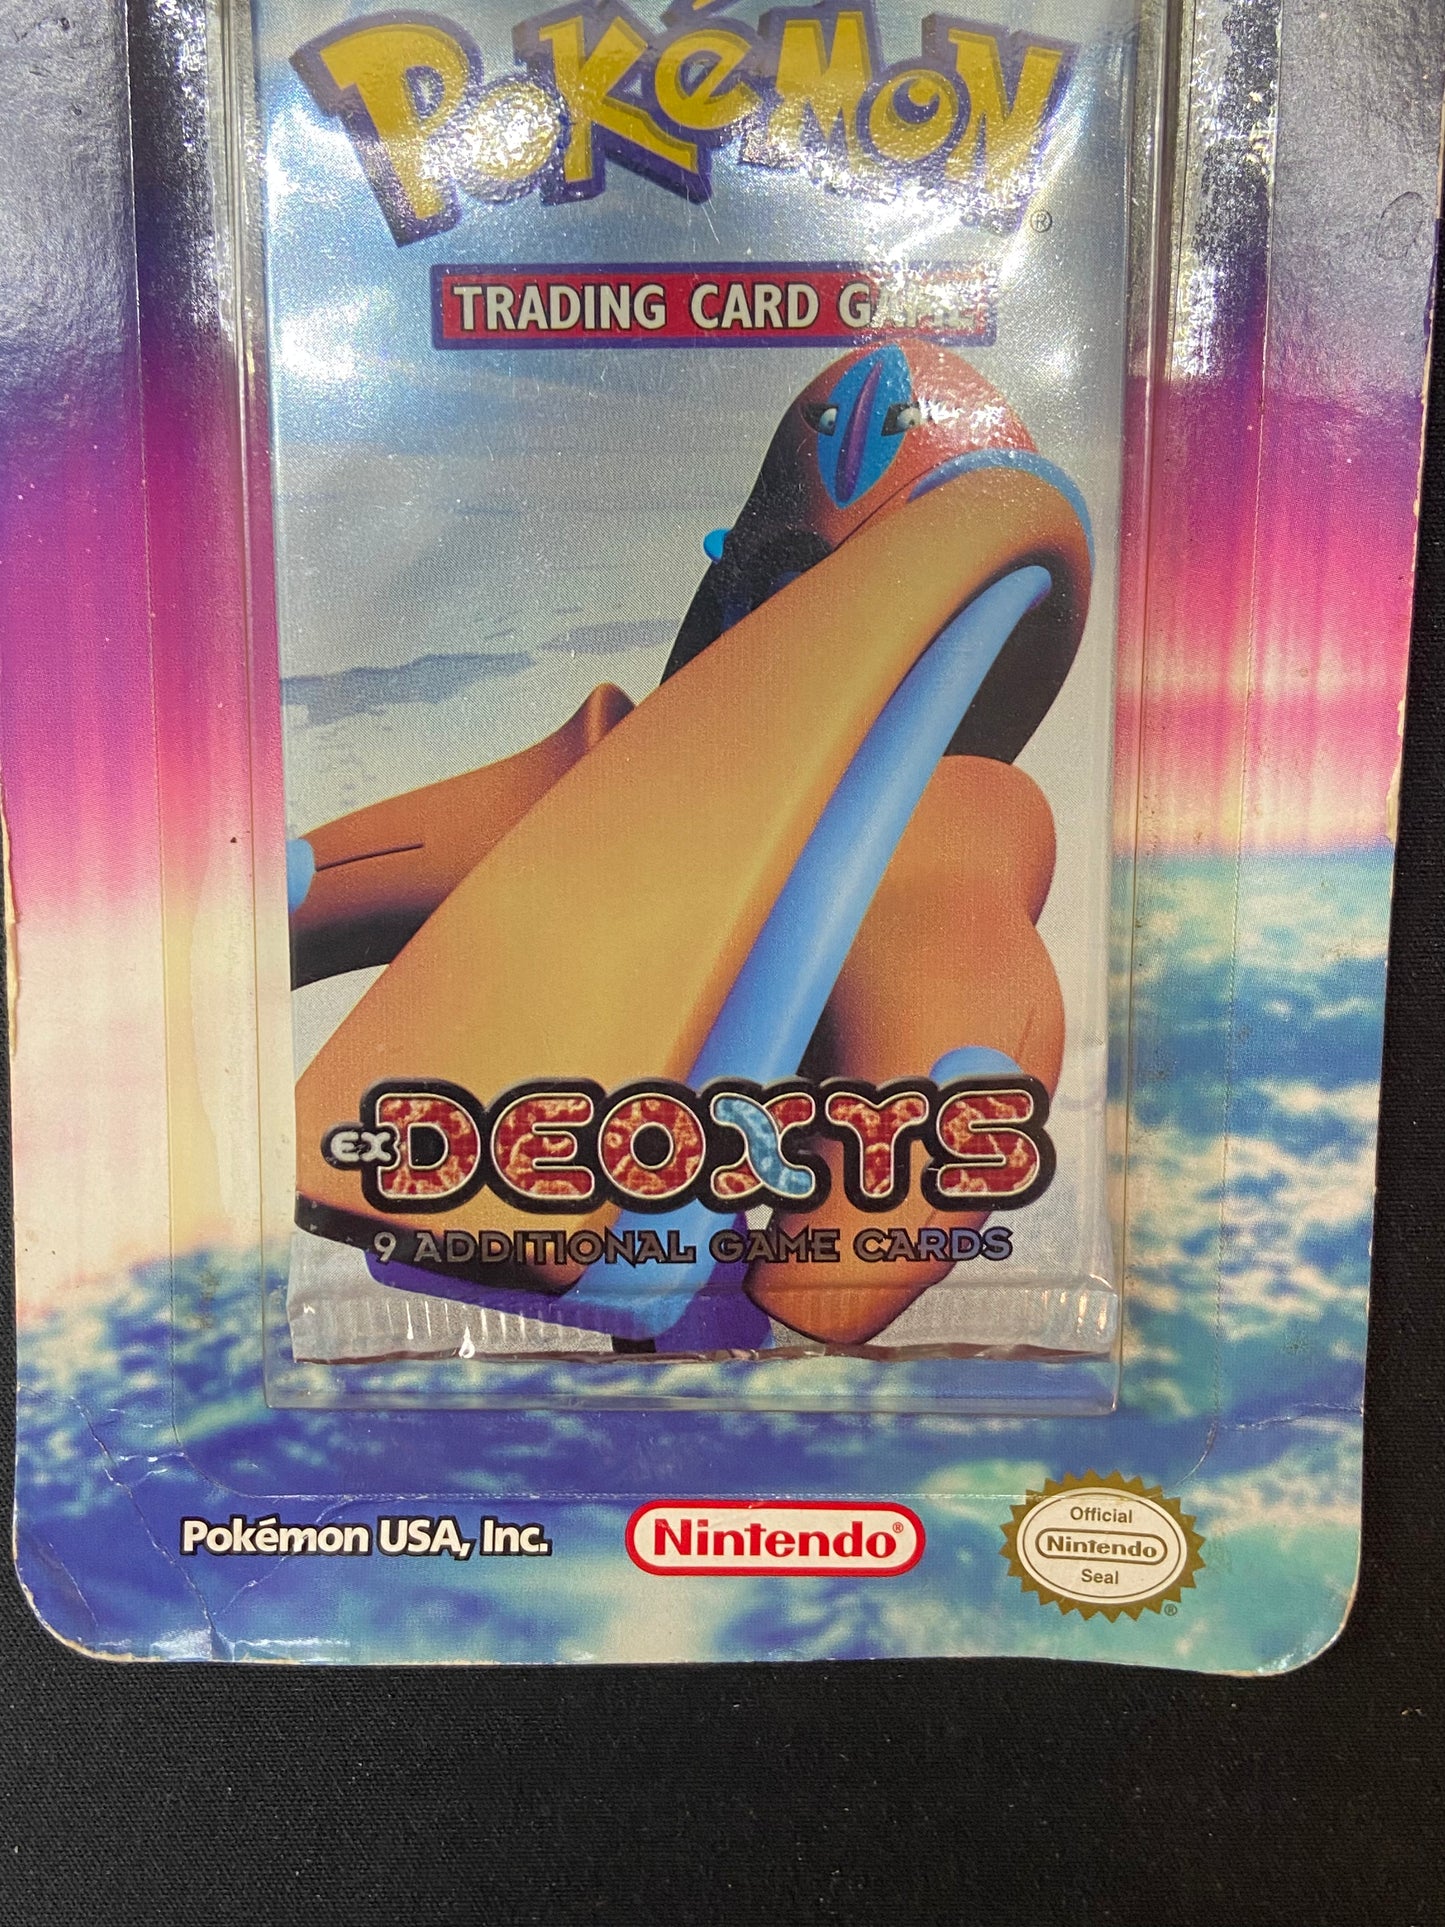 POKéMON®
TRADING CARD GAME
EX DEOXYS
9 ADDITIONAL GAME CARDS
Pokémon USA, Inc.
Nintendo®
Official
Nintendo
Seal
®